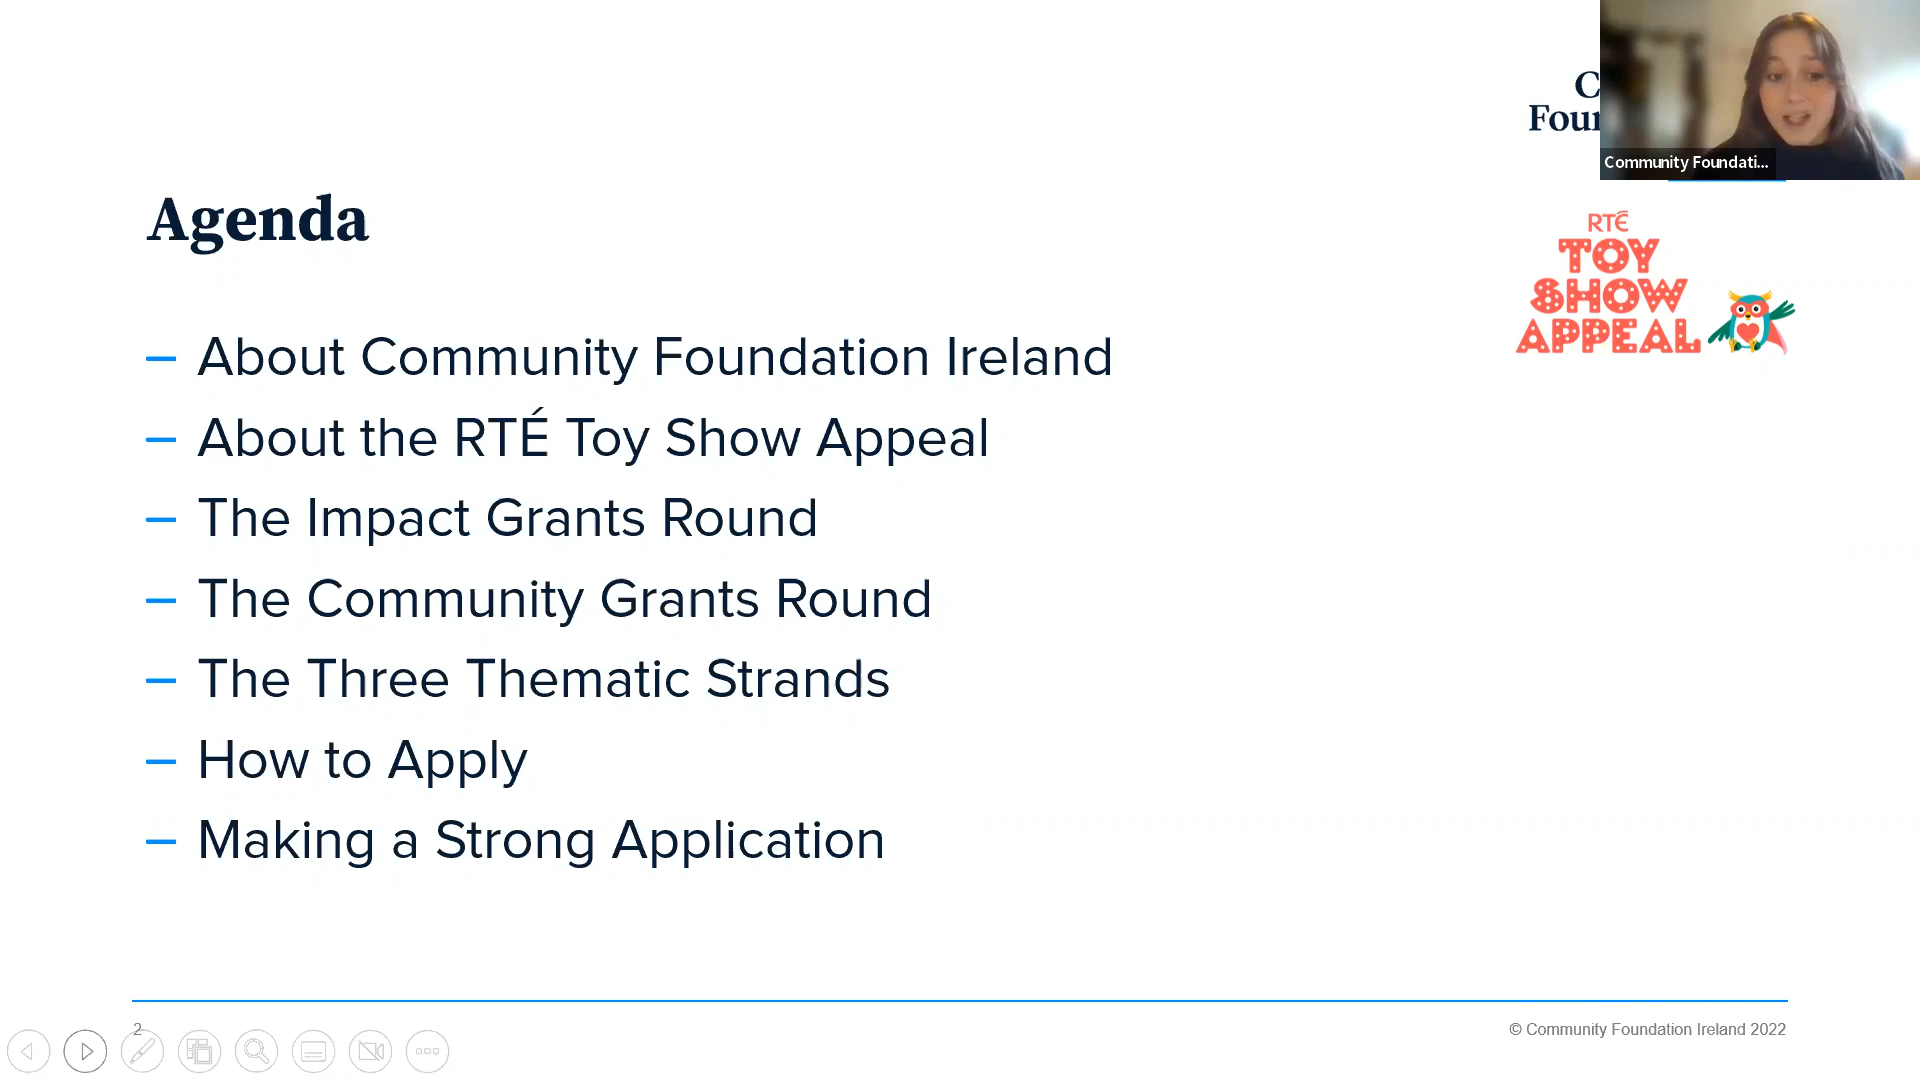 Community Foundati...
Agenda
RTÉ
TOY
SHOW
APPEAL
– About Community Foundation Ireland
– About the RTÉ Toy Show Appeal
– The Impact Grants Round
– The Community Grants Round
– The Three Thematic Strands
– How to Apply
– Making a Strong Application
2
© Community Foundation Ireland 2022